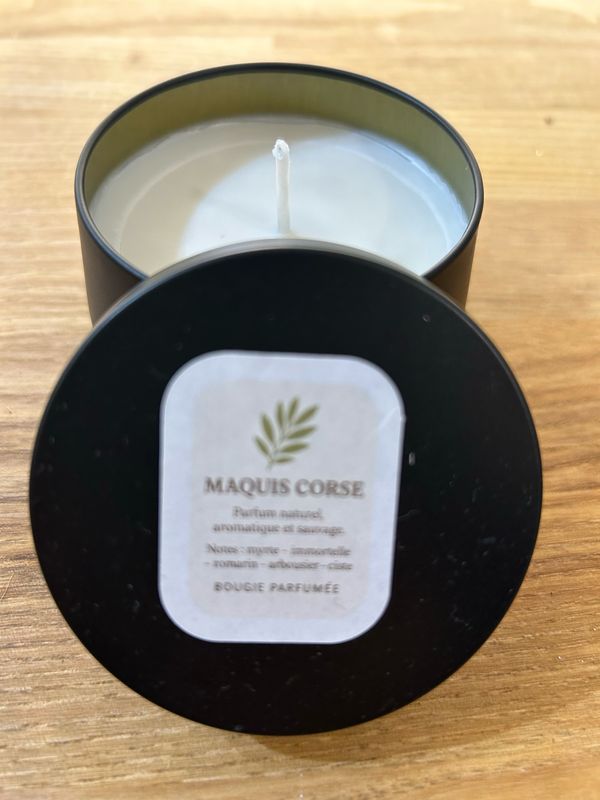 MAQUIS CORSE
Parfum naturel,
aromatique et sauvage.
Notes : myrte - immortelle
- romarin - arbousier - ciste
BOUGIE PARFUMÉE